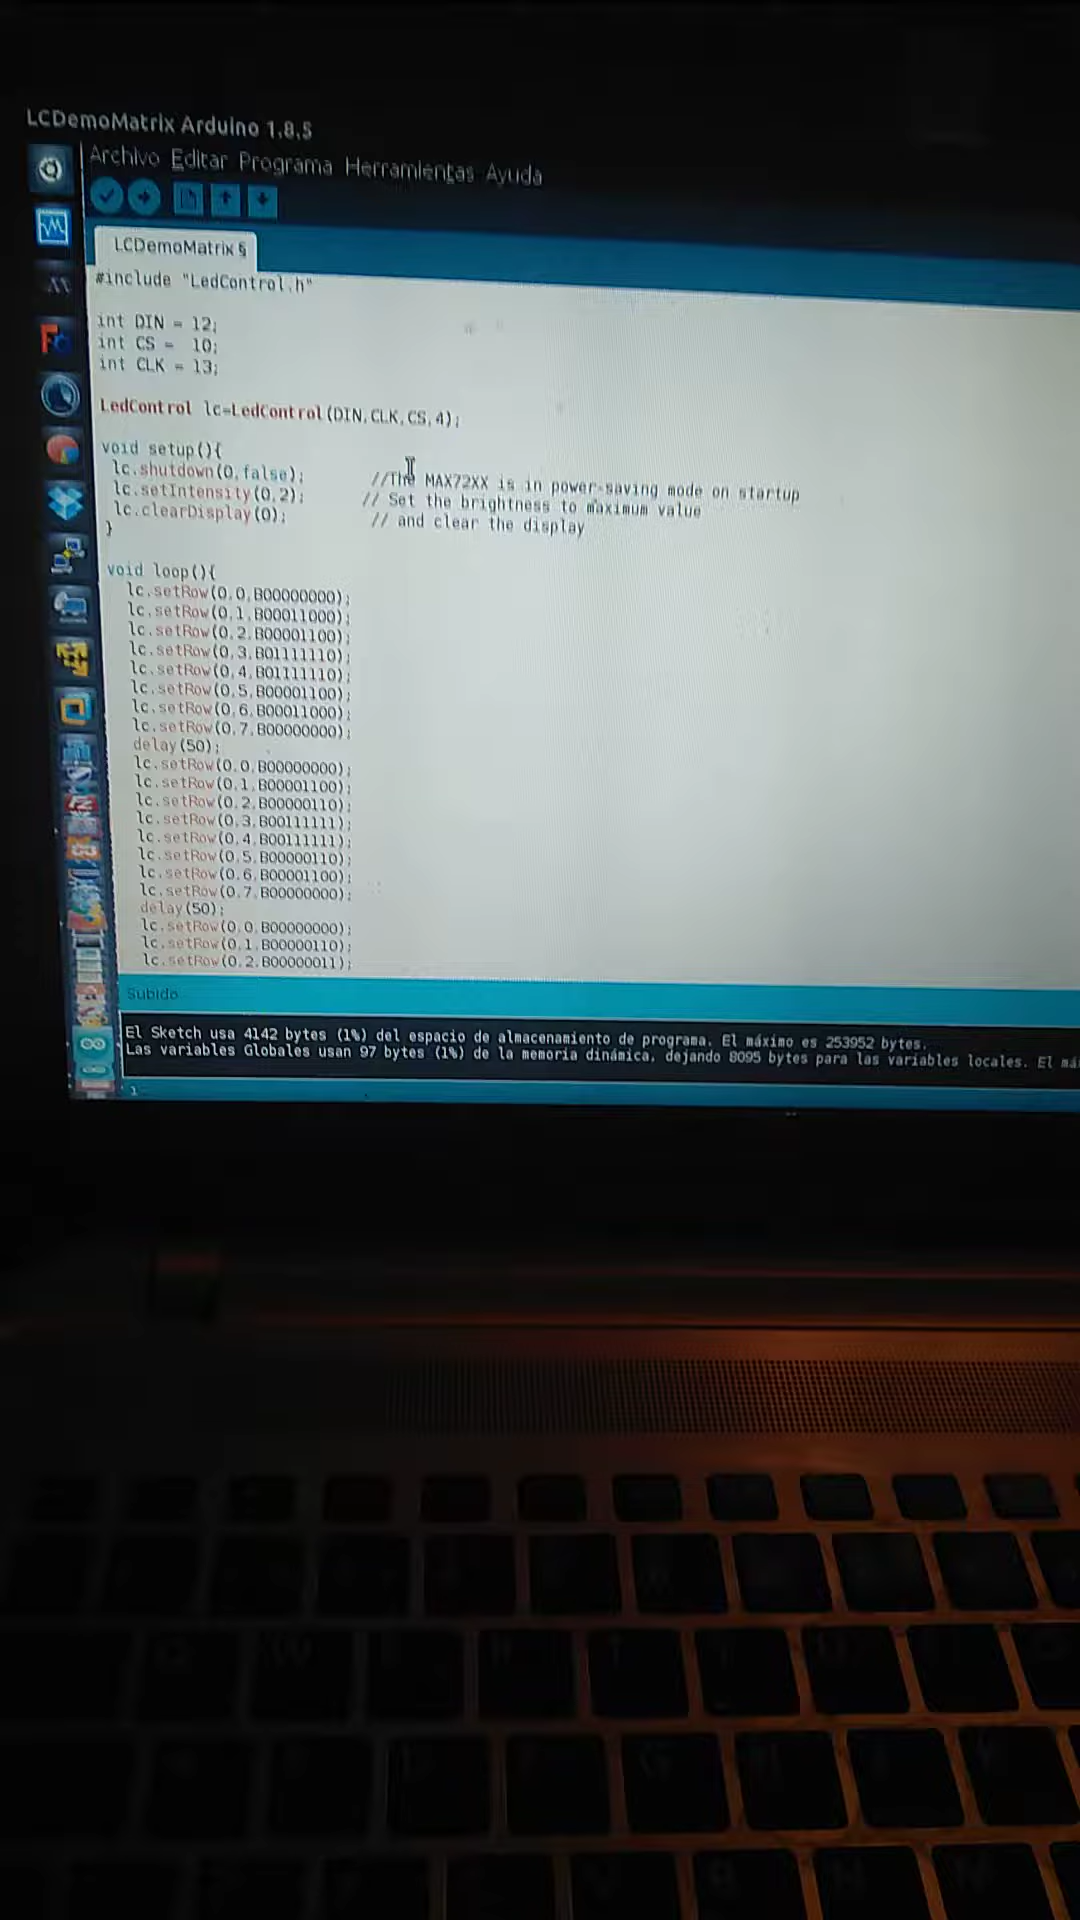 LCDemoMatrix Arduino 1.8.5
Archivo Editar Programa Herramientas Ayuda
LCDemoMatrix §
#include "LedControl.h"
int DIN = 12;
int CS =  10;
int CLK = 13;
LedControl lc=LedControl(DIN,CLK,CS,4);
void setup(){
lc.shutdown(0,false); //The MAX72XX is in power-saving mode on startup
lc.setIntensity(0,2); // Set the brightness to maximum value
lc.clearDisplay(0); // and clear the display
}
void loop(){
lc.setRow(0,0,B00000000);
lc.setRow(0,1,B00011000);
lc.setRow(0,2,B00001100);
lc.setRow(0,3,B01111110);
lc.setRow(0,4,B01111110);
lc.setRow(0,5,B00001100);
lc.setRow(0,6,B00011000);
lc.setRow(0,7,B00000000);
delay(50);
lc.setRow(0,0,B00000000);
lc.setRow(0,1,B00001100);
lc.setRow(0,2,B00000110);
lc.setRow(0,3,B00111111);
lc.setRow(0,4,B00111111);
lc.setRow(0,5,B00000110);
lc.setRow(0,6,B00001100);
lc.setRow(0,7,B00000000);
delay(50);
lc.setRow(0,0,B00000000);
lc.setRow(0,1,B00000110);
lc.setRow(0,2,B00000011);
Subido
El Sketch usa 4142 bytes (1%) del espacio de almacenamiento de programa. El máximo es 253952 bytes.
Las variables Globales usan 97 bytes (1%) de la memoria dinámica, dejando 8095 bytes para las variables locales. El má
1